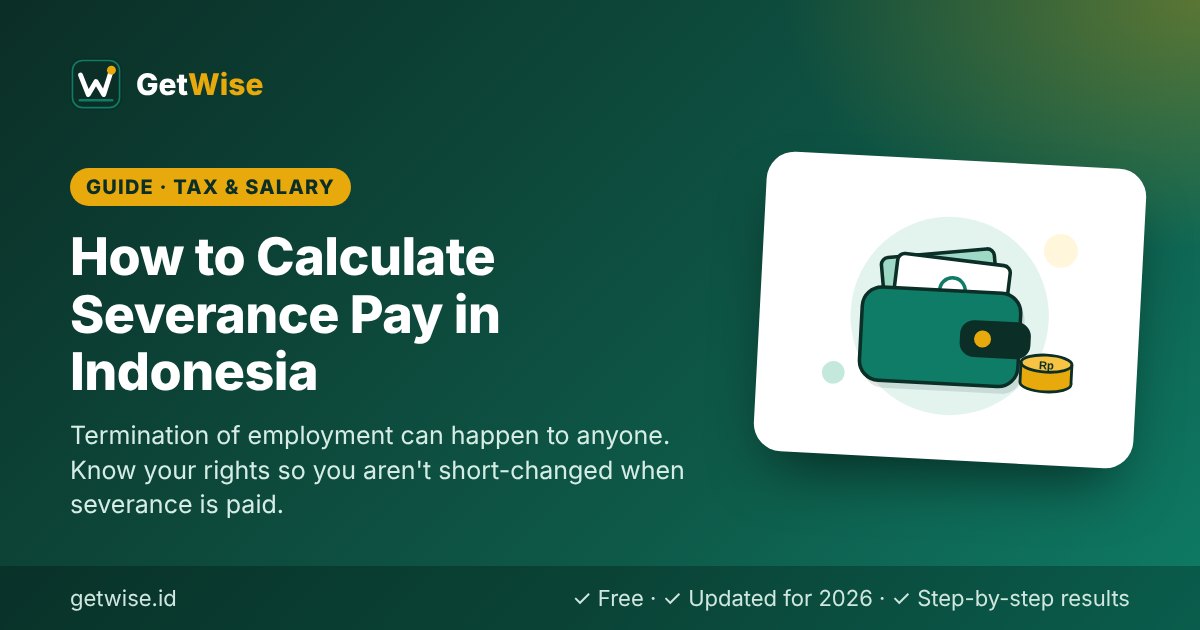 GetWise
GUIDE · TAX & SALARY
How to Calculate
Severance Pay in
Indonesia
Termination of employment can happen to anyone.
Know your rights so you aren't short-changed when
severance is paid.
Rp
getwise.id
✓ Free · ✓ Updated for 2026 · ✓ Step-by-step results